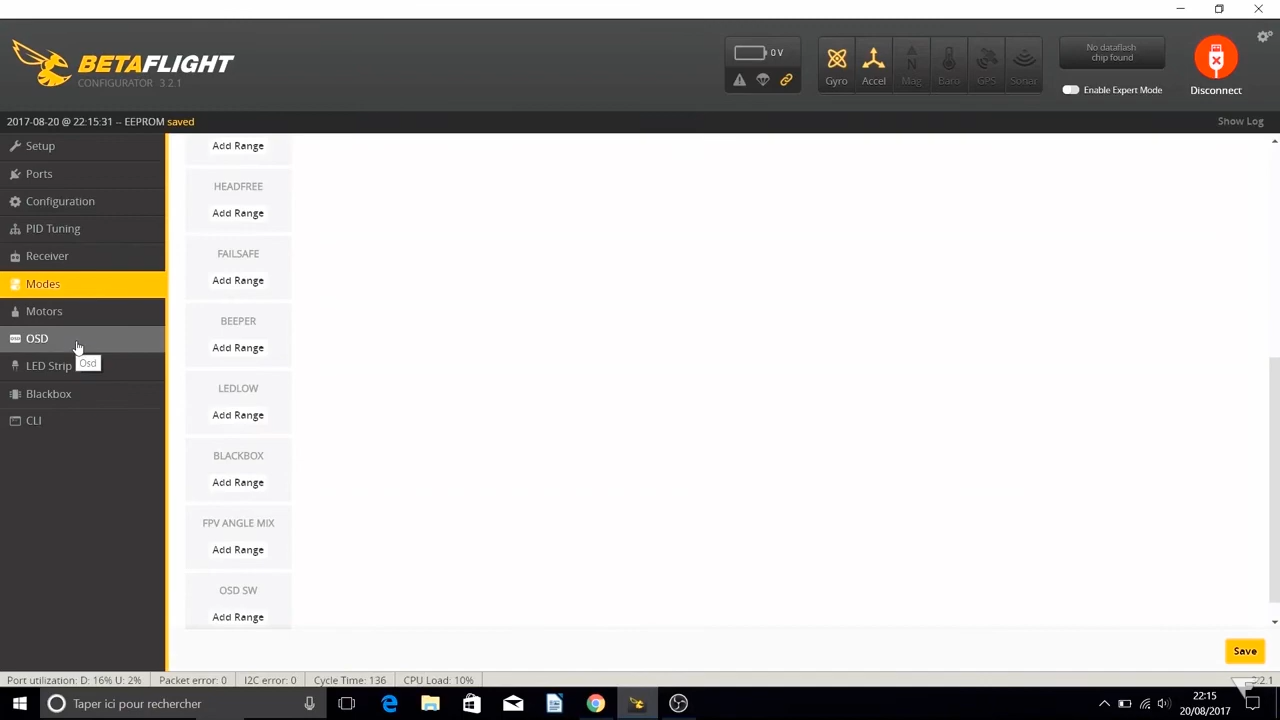 BETAFLIGHT
CONFIGURATOR 3.2.1
0 V
Gyro
Accel
Mag
Baro
GPS
Sonar
No dataflash
chip found
Enable Expert Mode
Disconnect
2017-08-20 @ 22:15:31 -- EEPROM saved
Show Log
Setup
Ports
Configuration
PID Tuning
Receiver
Modes
Motors
OSD
Osd
LED Strip
Blackbox
CLI
Add Range
HEADFREE
Add Range
FAILSAFE
Add Range
BEEPER
Add Range
LEDLOW
Add Range
BLACKBOX
Add Range
FPV ANGLE MIX
Add Range
OSD SW
Add Range
Save
Port utilization: D: 16% U: 2%
Packet error: 0
I2C error: 0
Cycle Time: 136
CPU Load: 10%
2.1
Taper ici pour rechercher
22:15
20/08/2017